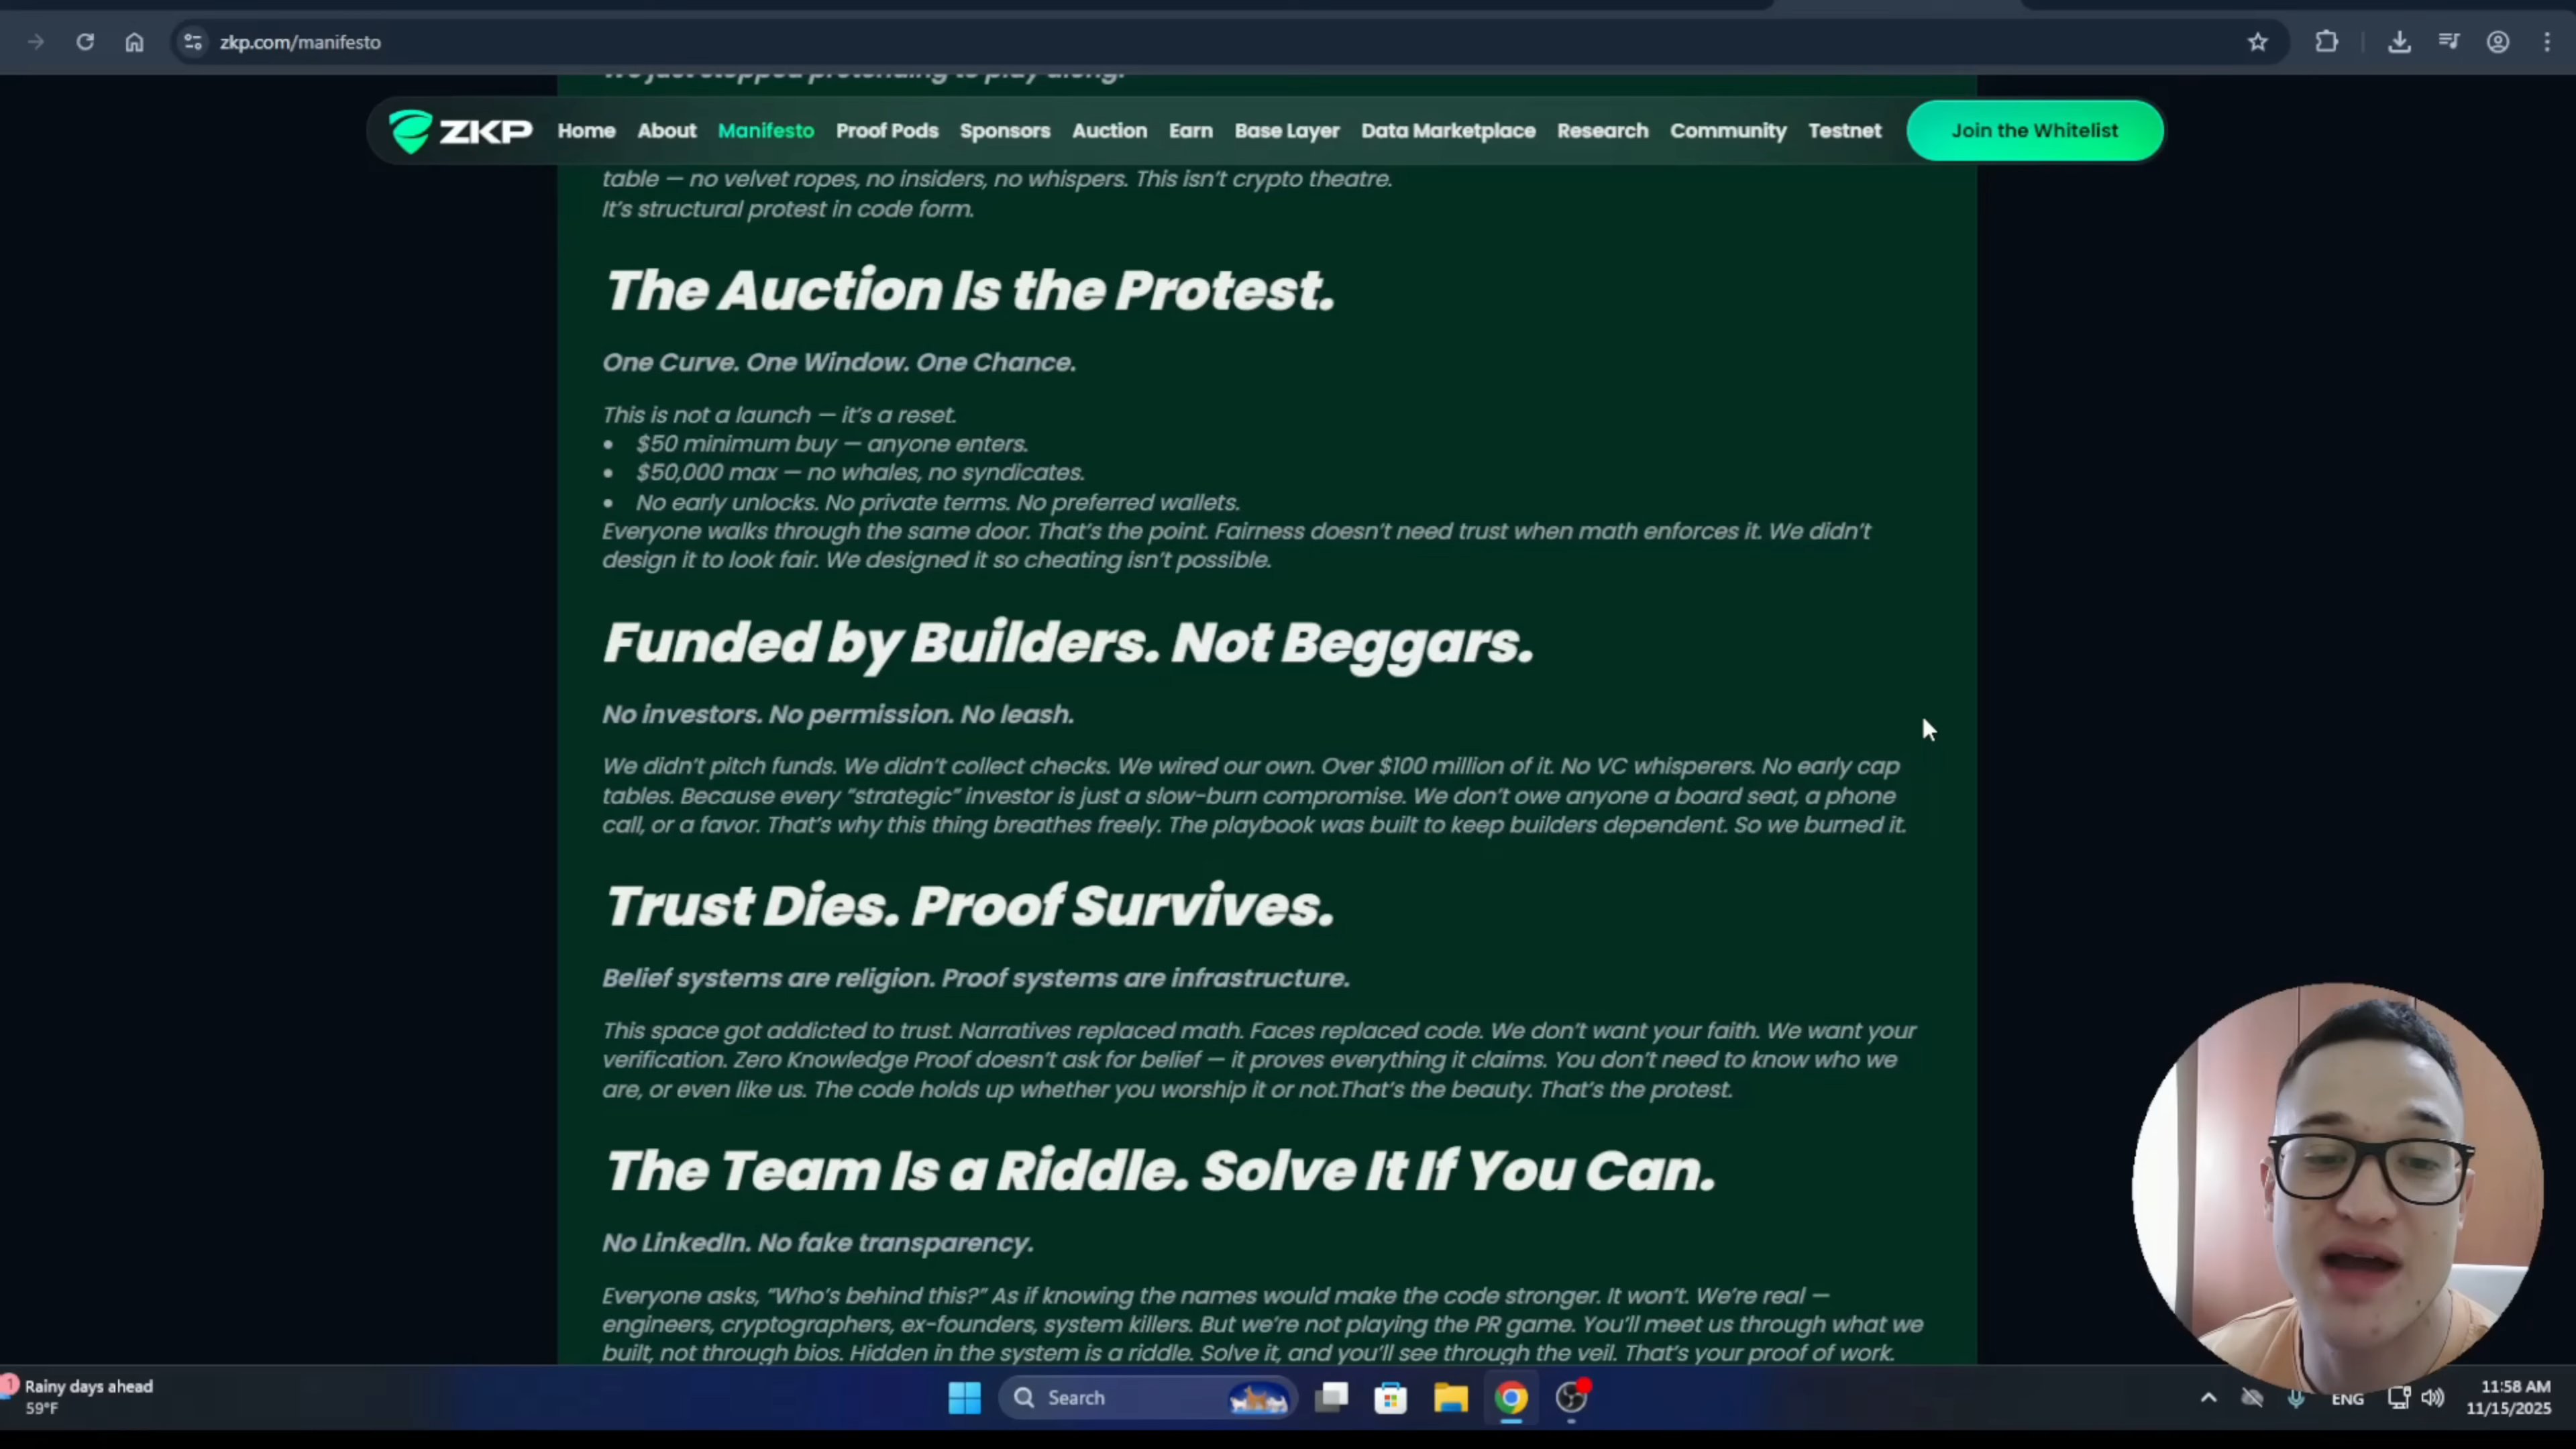 zkp.com/manifesto
We just stopped pretending to play along.
ZKP Home About Manifesto Proof Pods Sponsors Auction Earn Base Layer Data Marketplace Research Community Testnet Join the Whitelist
table — no velvet ropes, no insiders, no whispers. This isn't crypto theatre.
It's structural protest in code form.
The Auction Is the Protest.
One Curve. One Window. One Chance.
This is not a launch — it's a reset.
• $50 minimum buy — anyone enters.
• $50,000 max — no whales, no syndicates.
• No early unlocks. No private terms. No preferred wallets.
Everyone walks through the same door. That's the point. Fairness doesn't need trust when math enforces it. We didn't
design it to look fair. We designed it so cheating isn't possible.
Funded by Builders. Not Beggars.
No investors. No permission. No leash.
We didn't pitch funds. We didn't collect checks. We wired our own. Over $100 million of it. No VC whisperers. No early cap
tables. Because every “strategic” investor is just a slow-burn compromise. We don't owe anyone a board seat, a phone
call, or a favor. That's why this thing breathes freely. The playbook was built to keep builders dependent. So we burned it.
Trust Dies. Proof Survives.
Belief systems are religion. Proof systems are infrastructure.
This space got addicted to trust. Narratives replaced math. Faces replaced code. We don't want your faith. We want your
verification. Zero Knowledge Proof doesn't ask for belief — it proves everything it claims. You don't need to know who we
are, or even like us. The code holds up whether you worship it or not.That's the beauty. That's the protest.
The Team Is a Riddle. Solve It If You Can.
No LinkedIn. No fake transparency.
Everyone asks, “Who's behind this?” As if knowing the names would make the code stronger. It won't. We're real —
engineers, cryptographers, ex-founders, system killers. But we're not playing the PR game. You'll meet us through what we
built, not through bios. Hidden in the system is a riddle. Solve it, and you'll see through the veil. That's your proof of work.
1 Rainy days ahead
59°F
Search
ENG
11:58 AM
11/15/2025